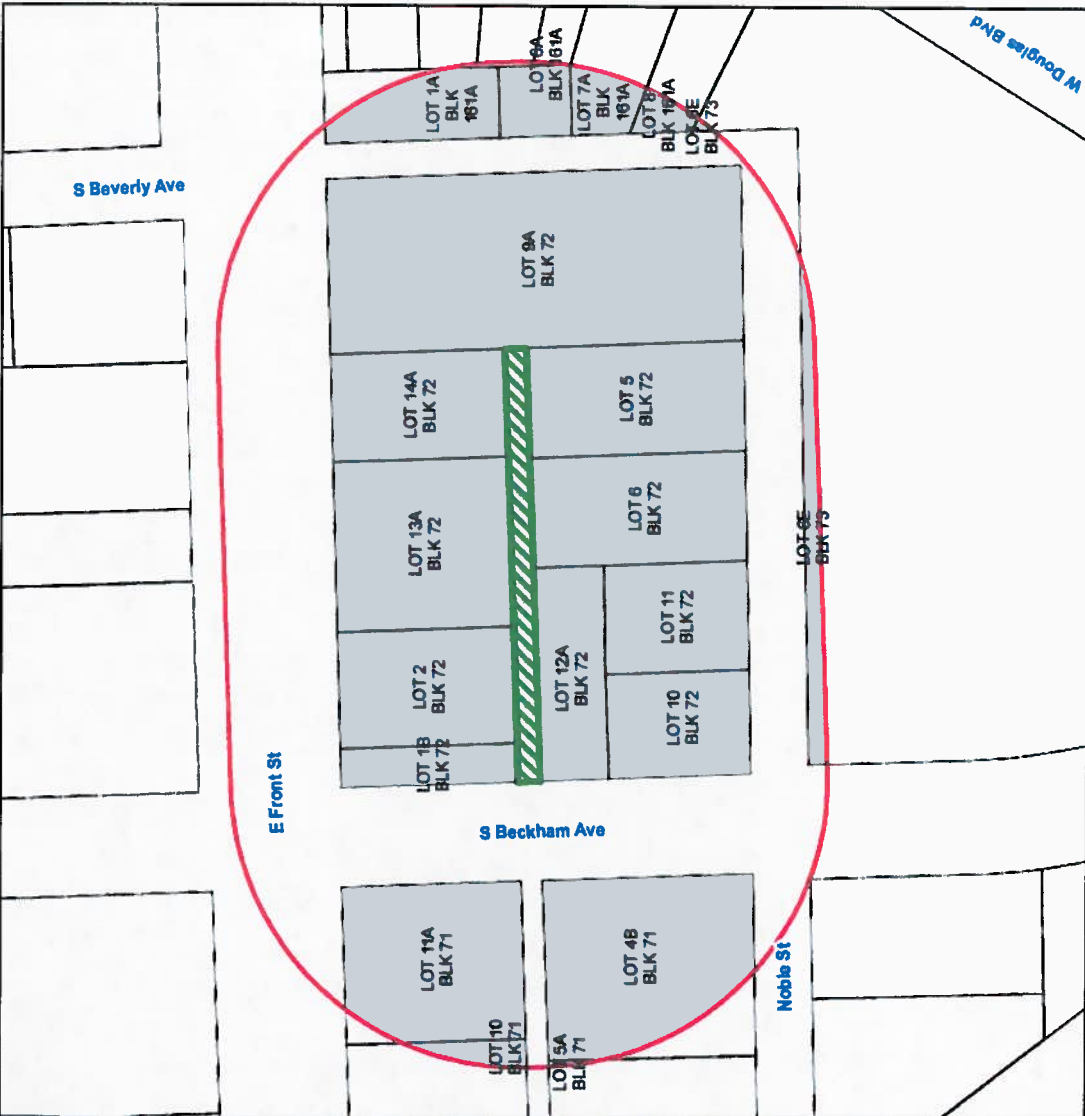 W Douglas Blvd
LOT 6A
BLK 161A
LOT 1A
BLK
161A
LOT 7A
BLK
161A
LOT 8
BLK 161A
LOT 6E
BLK 73
S Beverly Ave
LOT 9A
BLK 72
LOT 14A
BLK 72
LOT 5
BLK 72
LOT 13A
BLK 72
LOT 6
BLK 72
LOT 6E
BLK 73
LOT 11
BLK 72
LOT 2
BLK 72
LOT 12A
BLK 72
LOT 10
BLK 72
LOT 1B
BLK 72
E Front St
S Beckham Ave
LOT 11A
BLK 71
LOT 4B
BLK 71
Noble St
LOT 10
BLK 71
LOT 5A
BLK 71